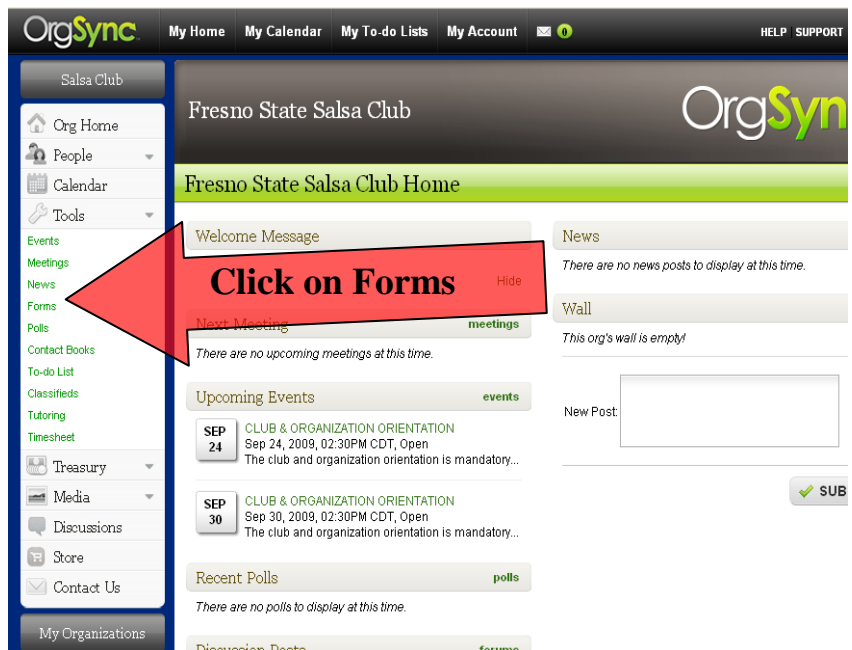 OrgSync
My Home My Calendar My To-do Lists My Account 0 HELP SUPPORT
Salsa Club
Org Home
People
Calendar
Tools
Events
Meetings
News
Forms
Polls
Contact Books
To-do List
Classifieds
Tutoring
Timesheet
Treasury
Media
Discussions
Store
Contact Us
My Organizations
Fresno State Salsa Club
OrgSyn
Fresno State Salsa Club Home
Welcome Message
Click on Forms
Hide
Next Meeting meetings
There are no upcoming meetings at this time.
Upcoming Events events
SEP 24
CLUB & ORGANIZATION ORIENTATION
Sep 24, 2009, 02:30PM CDT, Open
The club and organization orientation is mandatory...
SEP 30
CLUB & ORGANIZATION ORIENTATION
Sep 30, 2009, 02:30PM CDT, Open
The club and organization orientation is mandatory...
Recent Polls polls
There are no polls to display at this time.
Discussion Posts forums
News
There are no news posts to display at this time.
Wall
This org's wall is empty!
New Post:
SUB